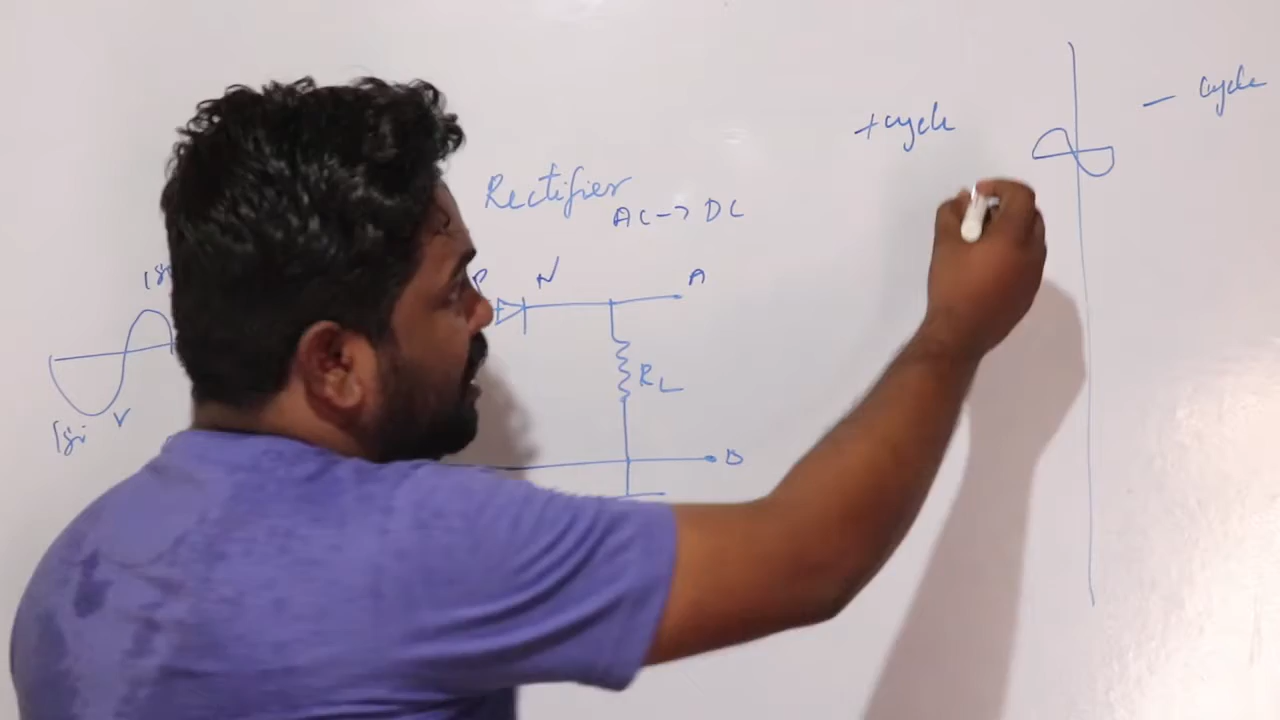 - cycle
+cycle
Rectifier
AC -> DC
P N A
RL
B